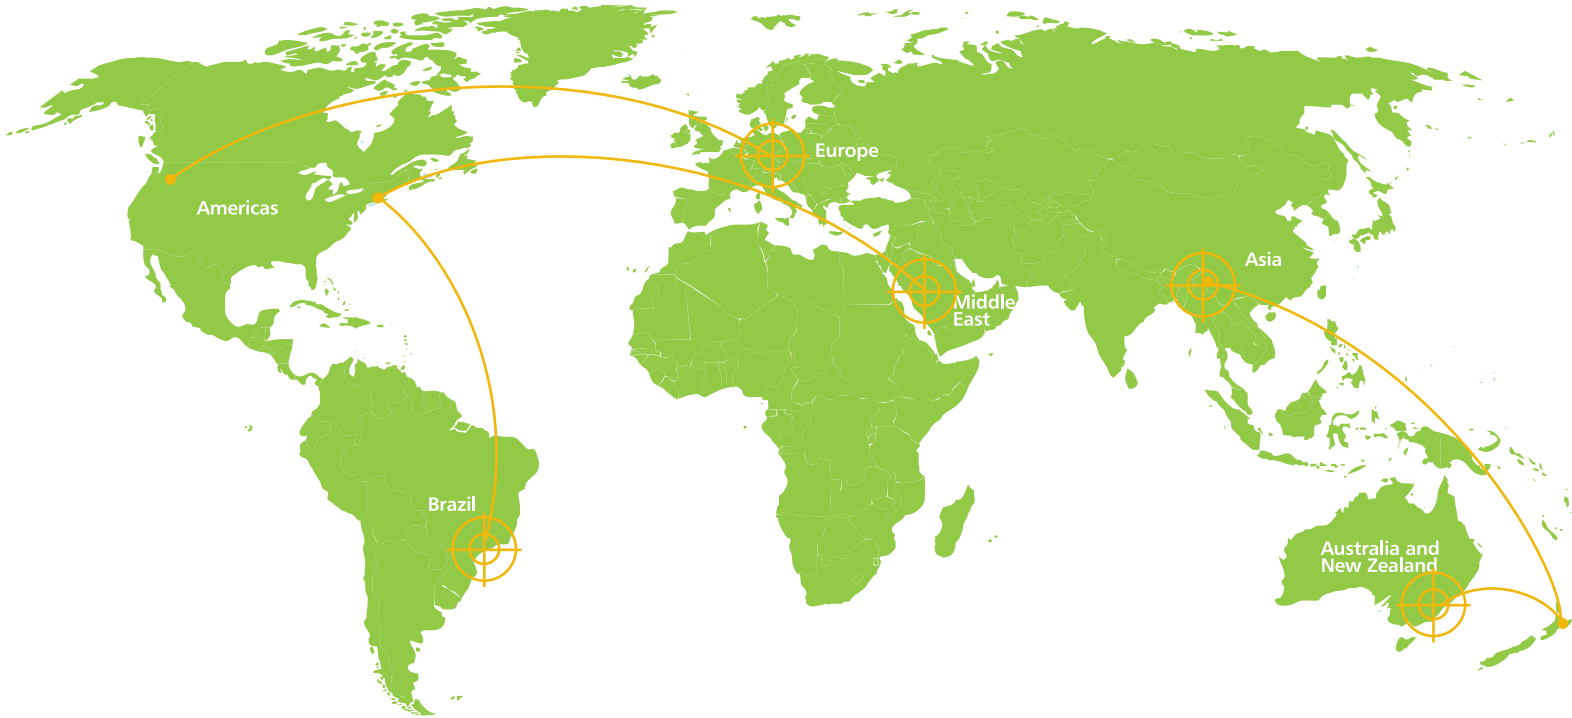 Europe
Americas
Asia
Middle
East
Brazil
Australia and
New Zealand